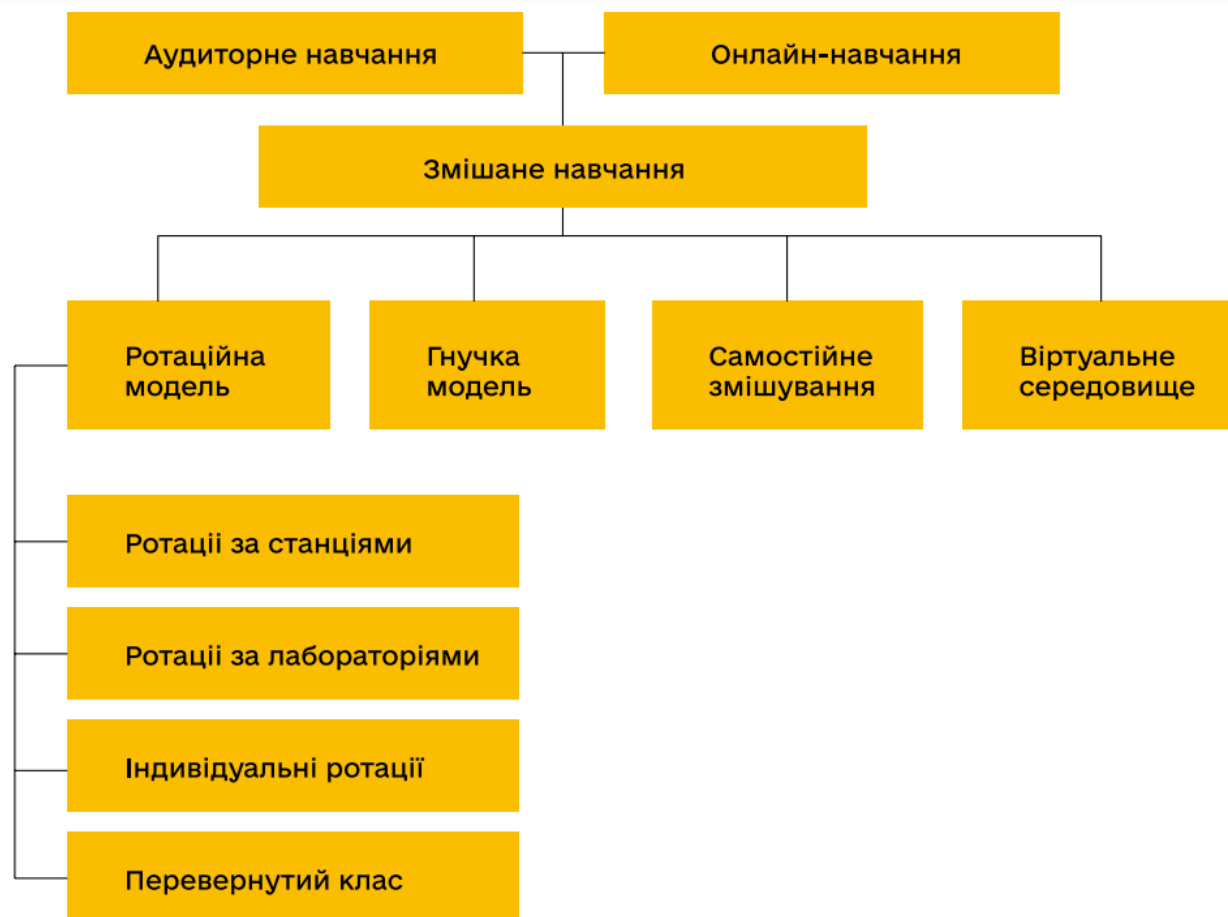 Аудиторне навчання
Онлайн-навчання
Змішане навчання
Ротаційна
модель
Гнучка
модель
Самостійне
змішування
Віртуальне
середовище
Ротації за станціями
Ротації за лабораторіями
Індивідуальні ротації
Перевернутий клас